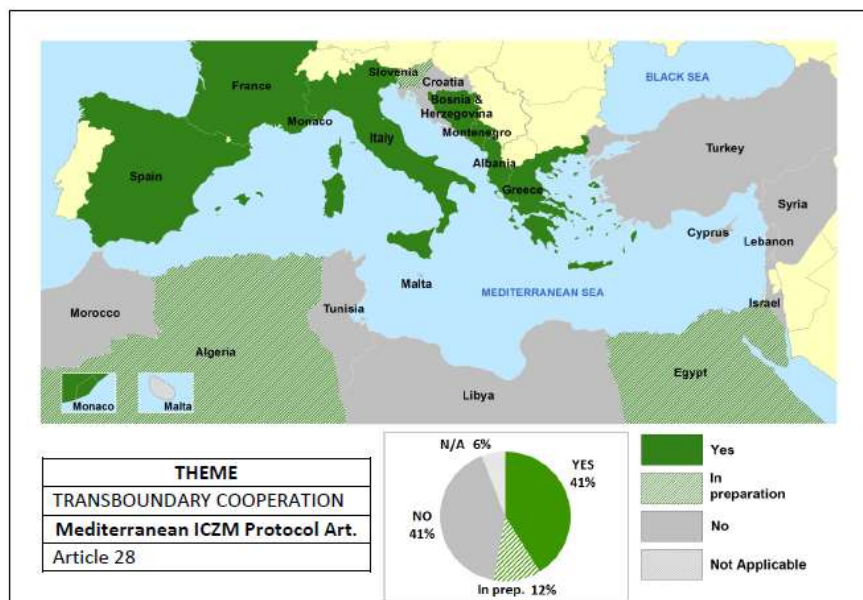 BLACK SEA
Slovenia
Croatia
France
Bosnia &
Herzegovina
Monaco
Italy
Montenegro
Turkey
Albania
Spain
Greece
Syria
Cyprus
Lebanon
Malta
MEDITERRANEAN SEA
Israel
Morocco
Tunisia
Algeria
Egypt
Libya
Monaco
Malta
THEME
TRANSBOUNDARY COOPERATION
Mediterranean ICZM Protocol Art.
Article 28
N/A 6%
YES
41%
NO
41%
In prep. 12%
Yes
In
preparation
No
Not Applicable